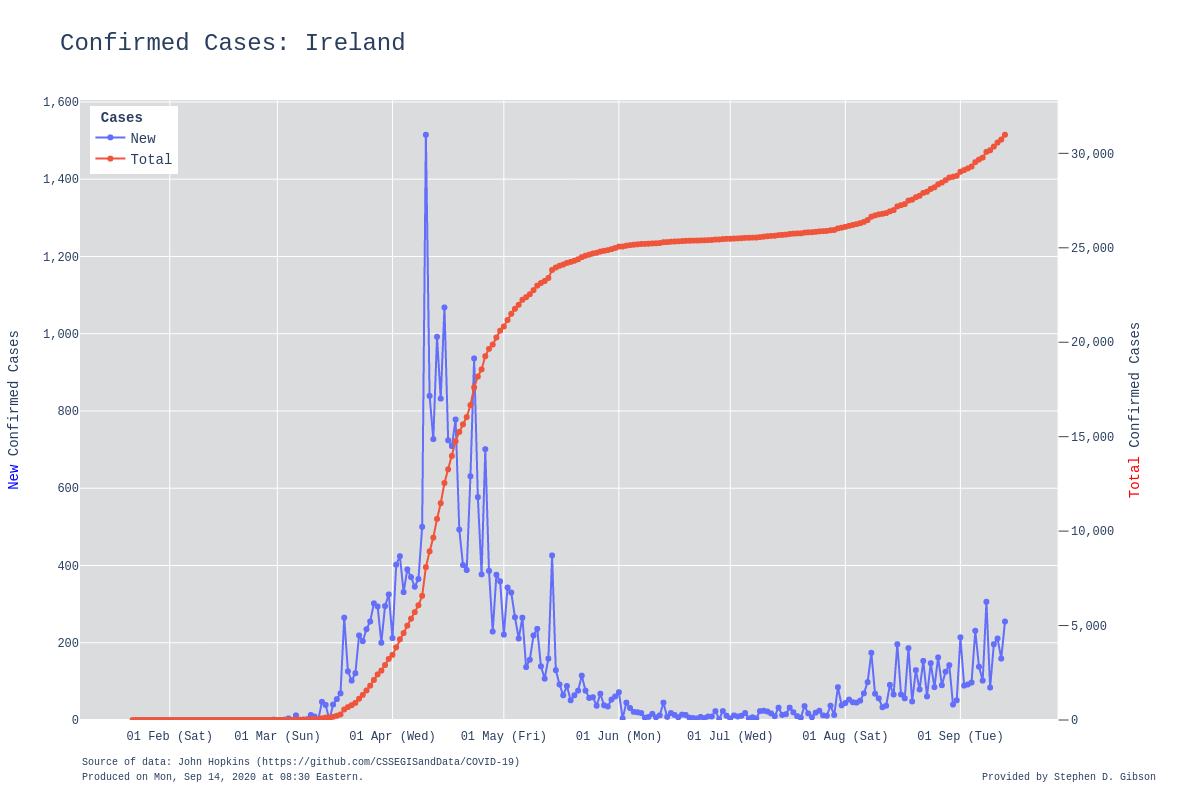 Confirmed Cases: Ireland
Cases
New
Total
1,600
1,400
1,200
1,000
800
600
400
200
0
30,000
25,000
20,000
15,000
10,000
5,000
0
New Confirmed Cases
Total Confirmed Cases
01 Feb (Sat) 01 Mar (Sun) 01 Apr (Wed) 01 May (Fri) 01 Jun (Mon) 01 Jul (Wed) 01 Aug (Sat) 01 Sep (Tue)
Source of data: John Hopkins (https://github.com/CSSEGISandData/COVID-19)
Produced on Mon, Sep 14, 2020 at 08:30 Eastern.
Provided by Stephen D. Gibson